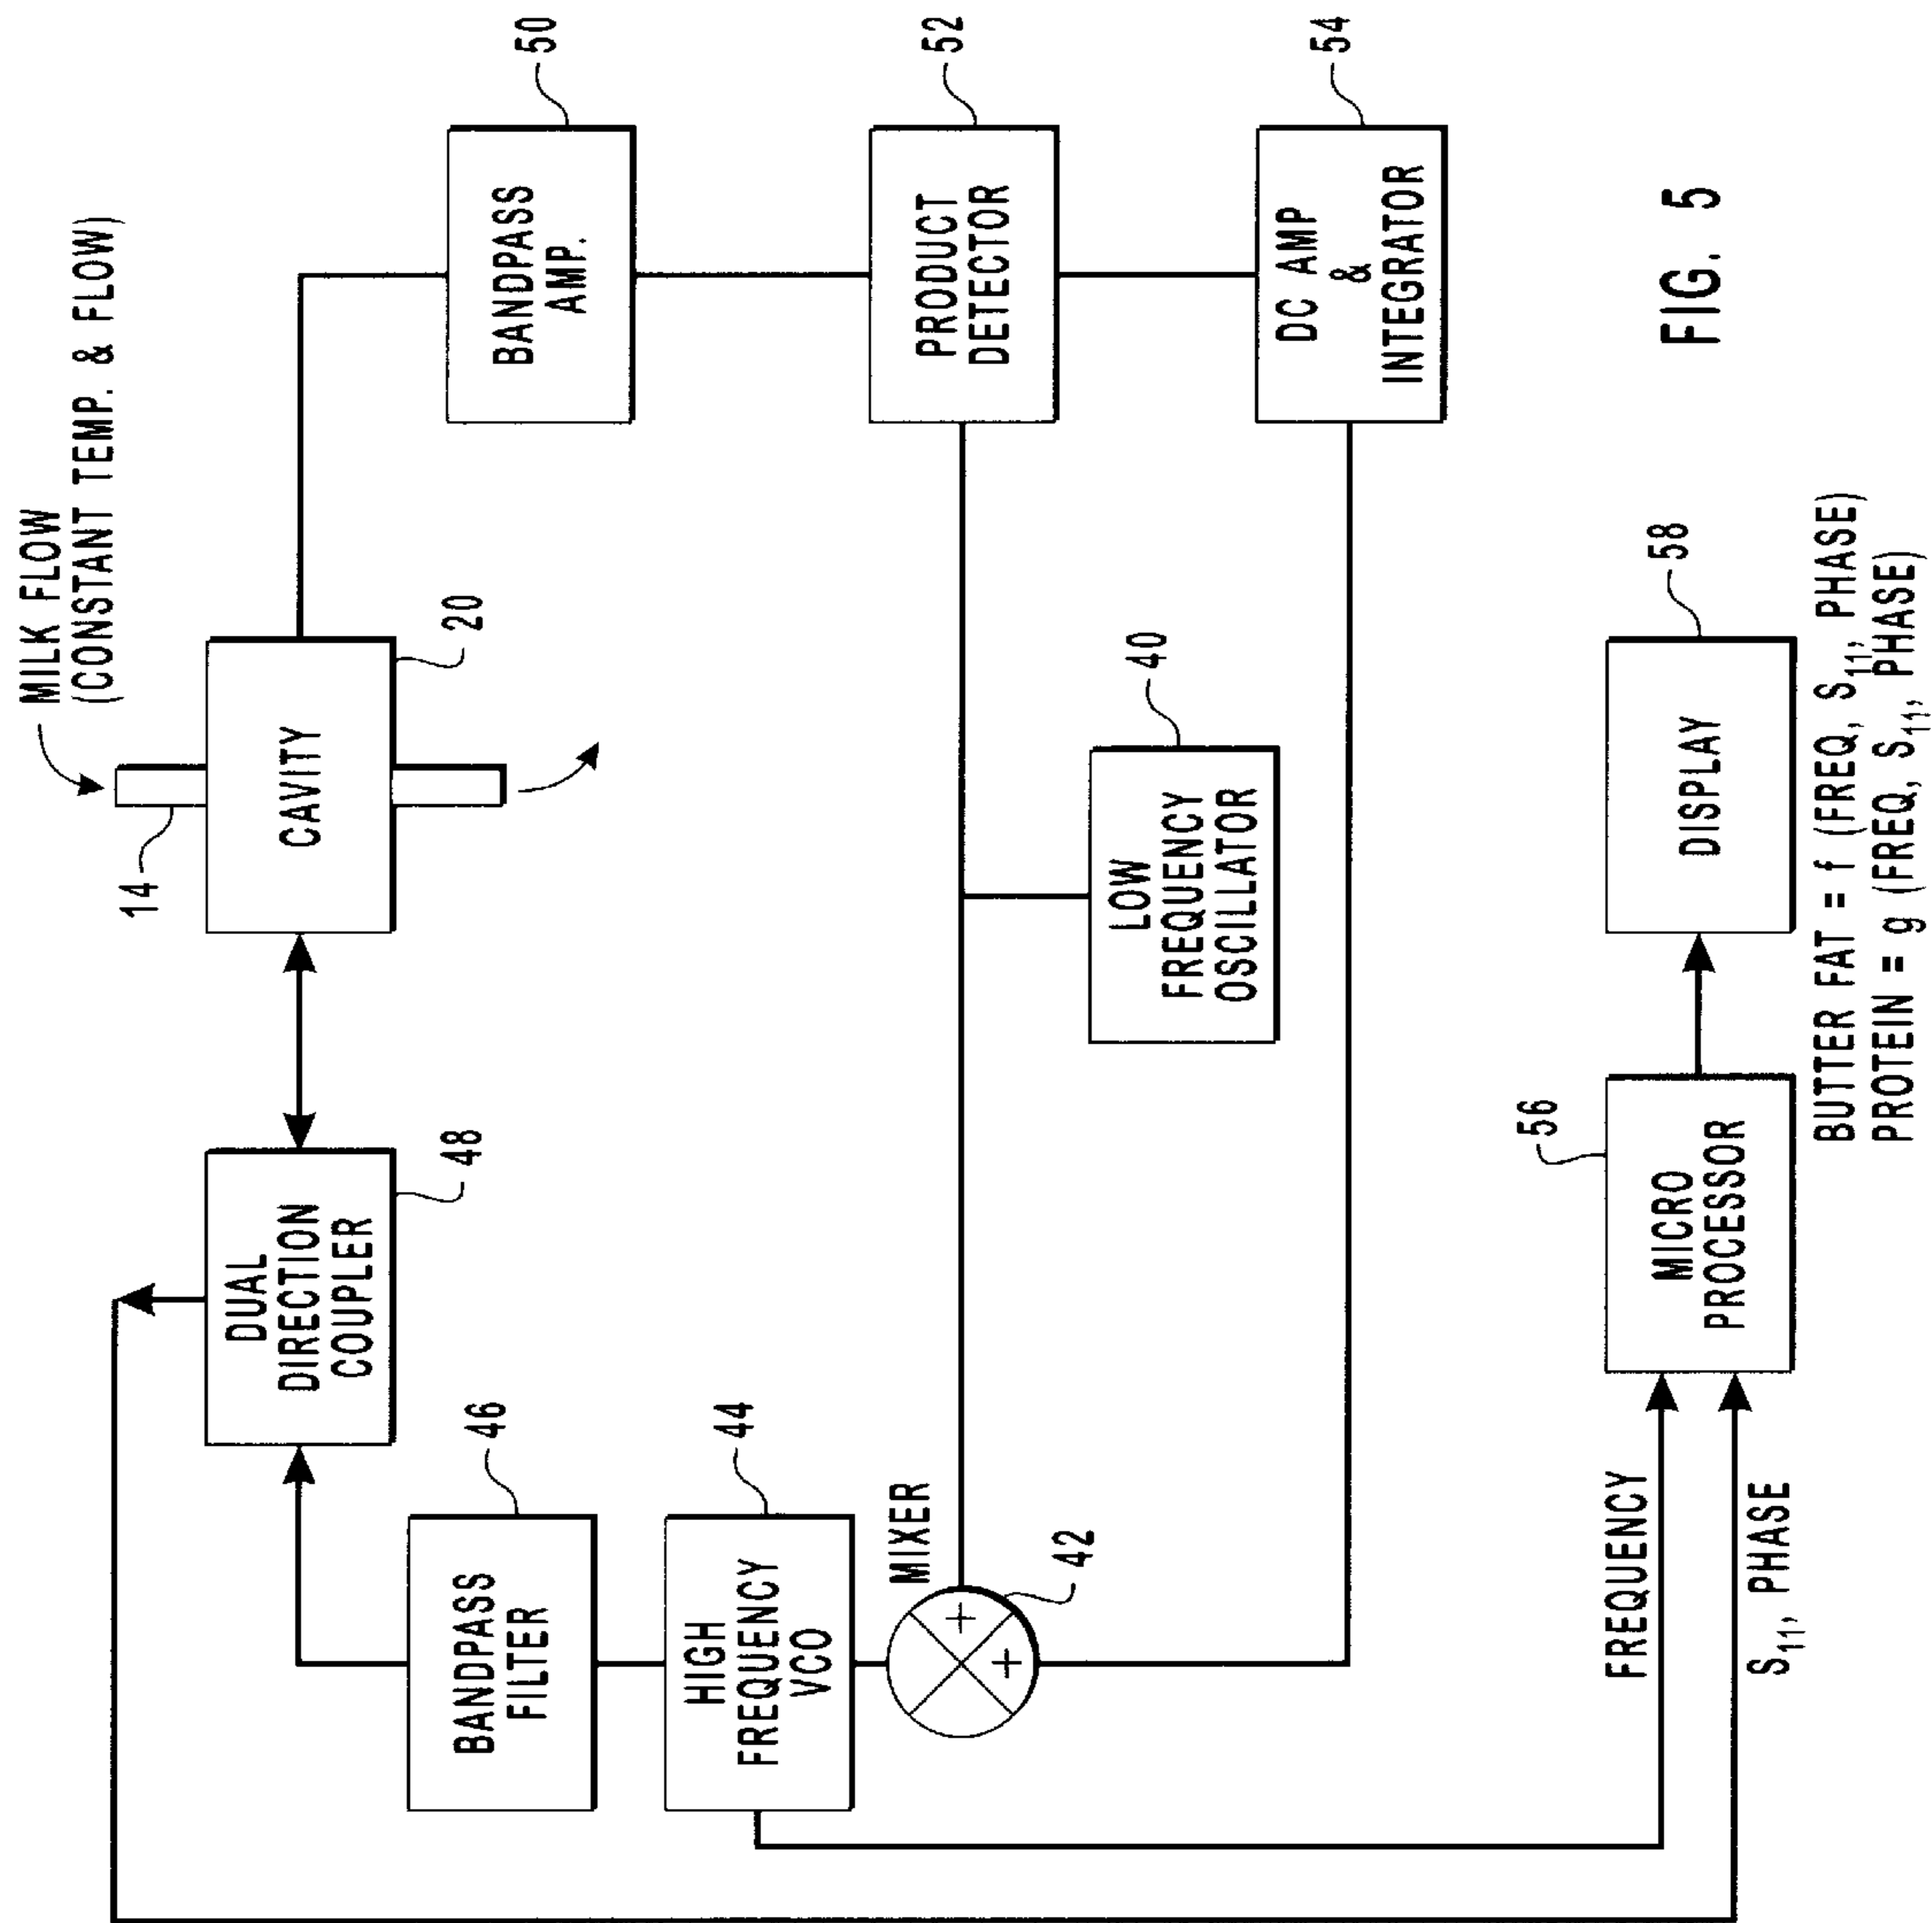 MILK FLOW
(CONSTANT TEMP. & FLOW)
14
CAVITY
20
DUAL
DIRECTION
COUPLER
48
BANDPASS
FILTER
46
HIGH
FREQUENCY
VCO
44
MIXER
+
+
42
BANDPASS
AMP.
50
PRODUCT
DETECTOR
52
LOW
FREQUENCY
OSCILLATOR
40
DC AMP
&
INTEGRATOR
54
FREQUENCY
S11, PHASE
MICRO
PROCESSOR
56
DISPLAY
58
BUTTER FAT = f (FREQ, S11, PHASE)
PROTEIN = g (FREQ, S11, PHASE)
FIG. 5